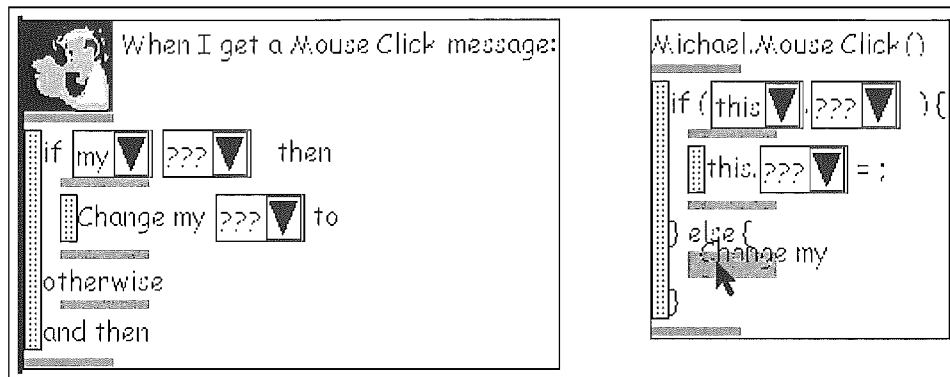 When I get a Mouse Click message:
if my ??? then
Change my ??? to
otherwise
and then
Michael.Mouse Click ()
if ( this . ??? ) {
this. ??? = ;
} else {
Change my
}